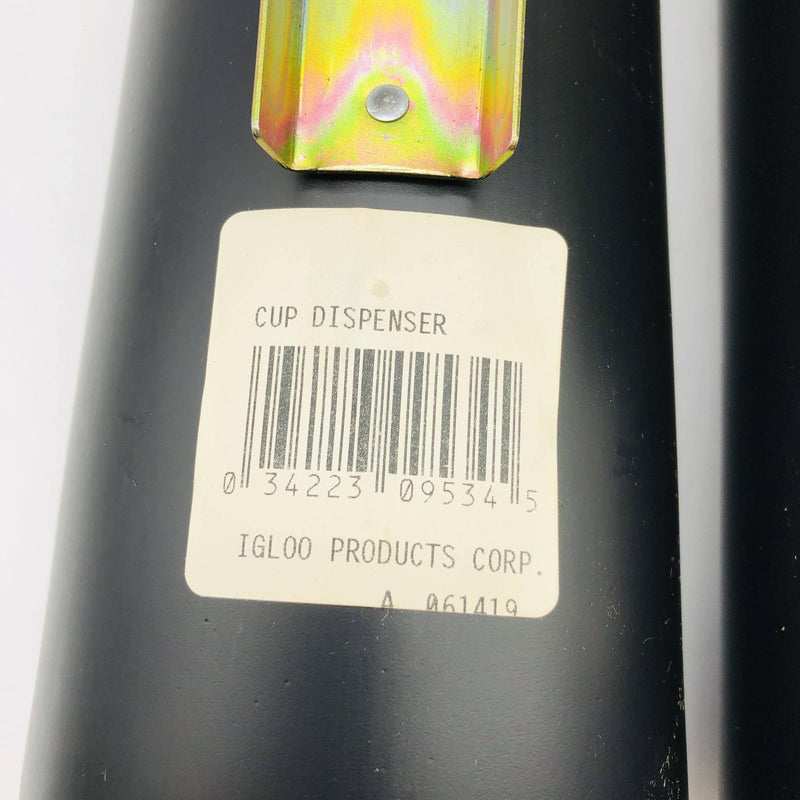 CUP DISPENSER
0 34223 09534 5
IGLOO PRODUCTS CORP.
A 061419